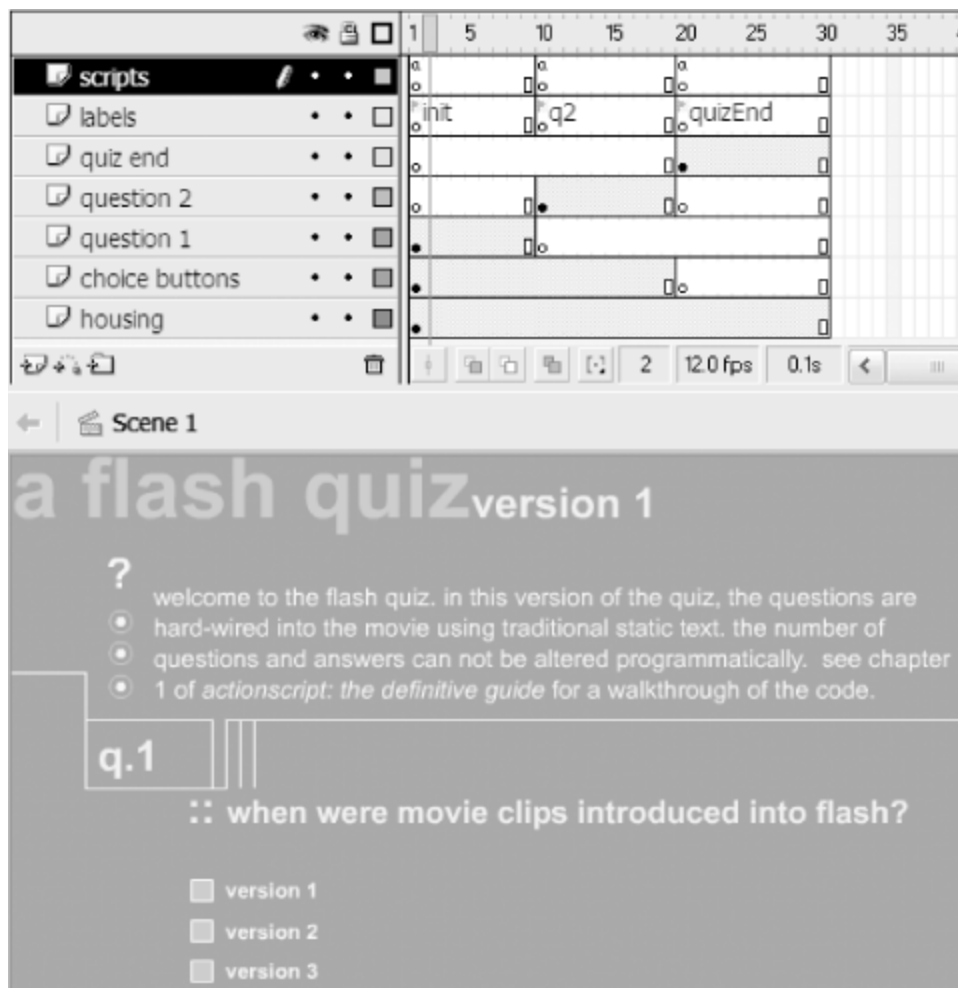 1 5 10 15 20 25 30 35
scripts a a a
labels init q2 quizEnd
quiz end
question 2
question 1
choice buttons
housing
2 12.0 fps 0.1s
Scene 1
a flash quiz version 1
?
welcome to the flash quiz. in this version of the quiz, the questions are
hard-wired into the movie using traditional static text. the number of
questions and answers can not be altered programmatically. see chapter
1 of actionscript: the definitive guide for a walkthrough of the code.
q.1
:: when were movie clips introduced into flash?
version 1
version 2
version 3